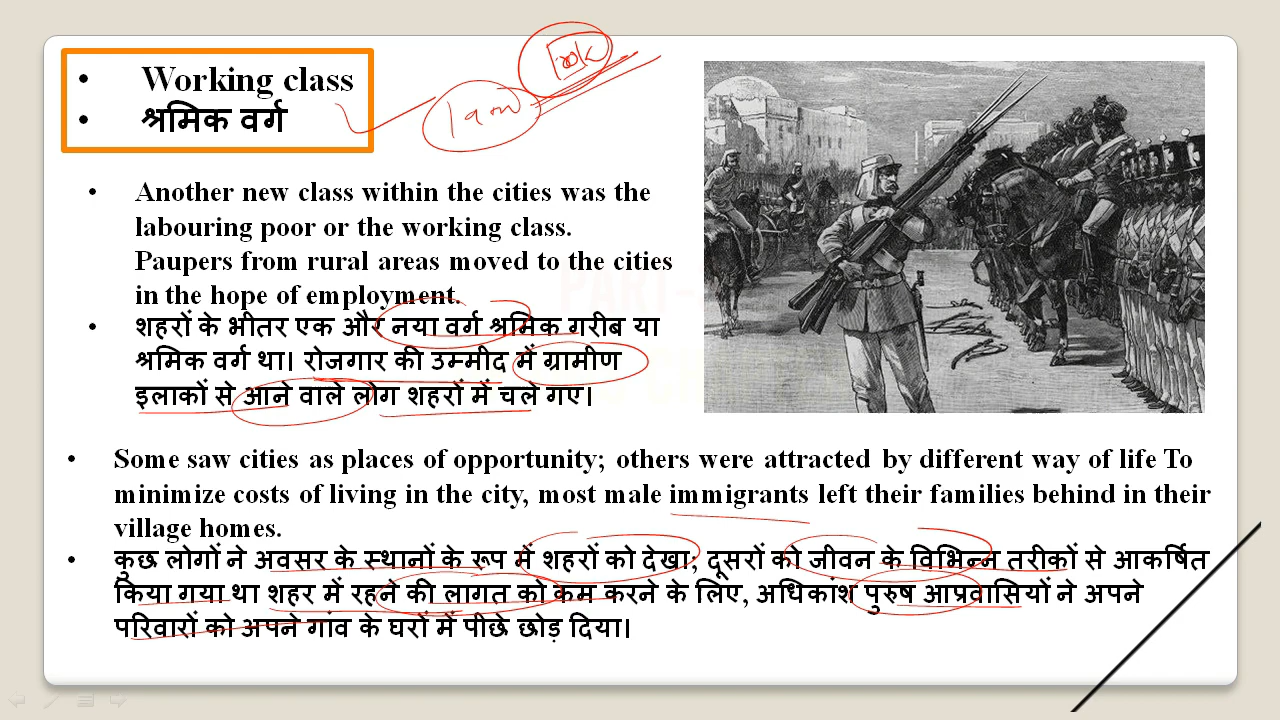 Working class
श्रमिक वर्ग
Another new class within the cities was the
labouring poor or the working class.
Paupers from rural areas moved to the cities
in the hope of employment.
शहरों के भीतर एक और नया वर्ग श्रमिक गरीब या
श्रमिक वर्ग था। रोजगार की उम्मीद में ग्रामीण
इलाकों से आने वाले लोग शहरों में चले गए।
Some saw cities as places of opportunity; others were attracted by different way of life To
minimize costs of living in the city, most male immigrants left their families behind in their
village homes.
कुछ लोगों ने अवसर के स्थानों के रूप में शहरों को देखा; दूसरों को जीवन के विभिन्न तरीकों से आकर्षित
किया गया था शहर में रहने की लागत को कम करने के लिए, अधिकांश पुरुष आप्रवासियों ने अपने
परिवारों को अपने गांव के घरों में पीछे छोड़ दिया।